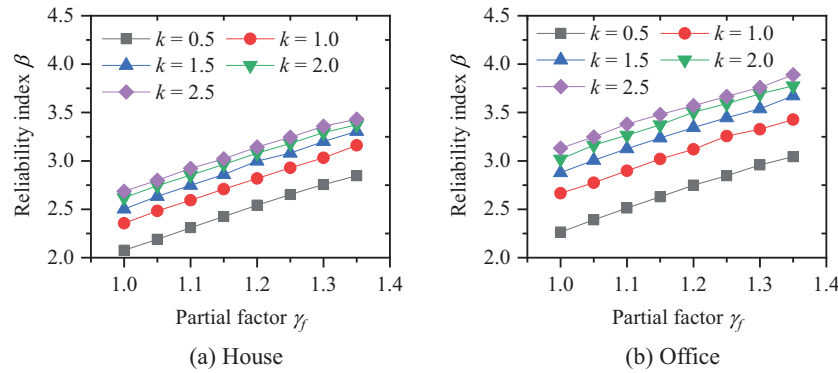 4.5
4.0
3.5
3.0
2.5
2.0
Reliability index β
k = 0.5 k = 1.0
k = 1.5 k = 2.0
k = 2.5
1.0 1.1 1.2 1.3 1.4
Partial factor γf
(a) House
4.5
4.0
3.5
3.0
2.5
2.0
Reliability index β
k = 0.5 k = 1.0
k = 1.5 k = 2.0
k = 2.5
1.0 1.1 1.2 1.3 1.4
Partial factor γf
(b) Office